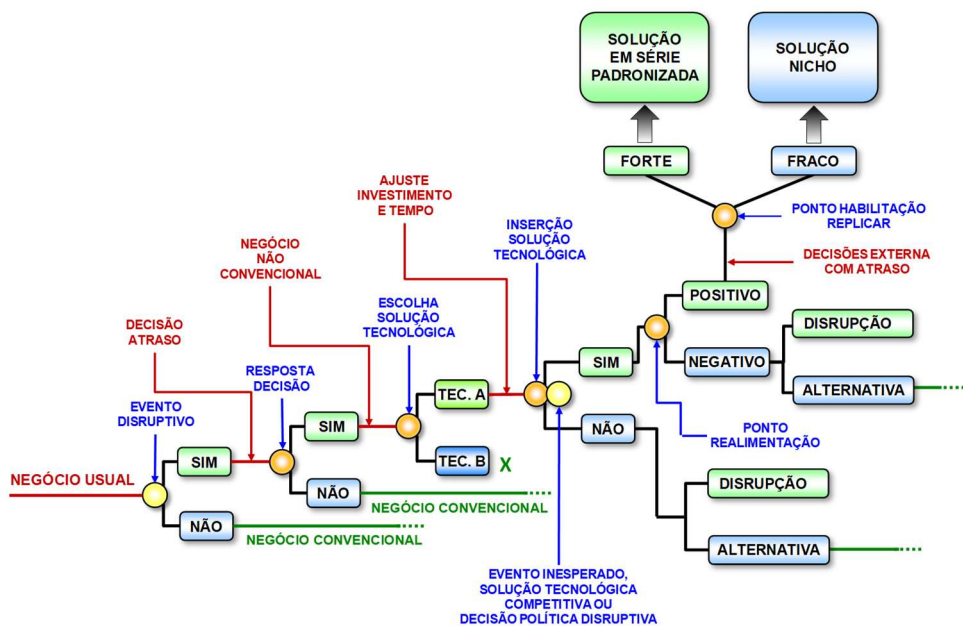 SOLUÇÃO
EM SÉRIE
PADRONIZADA
SOLUÇÃO
NICHO
FORTE
FRACO
AJUSTE
INVESTIMENTO
E TEMPO
INSERÇÃO
SOLUÇÃO
TECNOLÓGICA
PONTO HABILITAÇÃO
REPLICAR
NEGÓCIO
NÃO
CONVENCIONAL
DECISÕES EXTERNA
COM ATRASO
ESCOLHA
SOLUÇÃO
TECNOLÓGICA
POSITIVO
DECISÃO
ATRASO
DISRUPÇÃO
RESPOSTA
DECISÃO
SIM
NEGATIVO
EVENTO
DISRUPTIVO
TEC. A
ALTERNATIVA
SIM
NÃO
PONTO
REALIMENTAÇÃO
SIM
TEC. B
X
NEGÓCIO USUAL
DISRUPÇÃO
NÃO
NEGÓCIO CONVENCIONAL
NÃO
NEGÓCIO CONVENCIONAL
ALTERNATIVA
EVENTO INESPERADO,
SOLUÇÃO TECNOLÓGICA
COMPETITIVA OU
DECISÃO POLÍTICA DISRUPTIVA